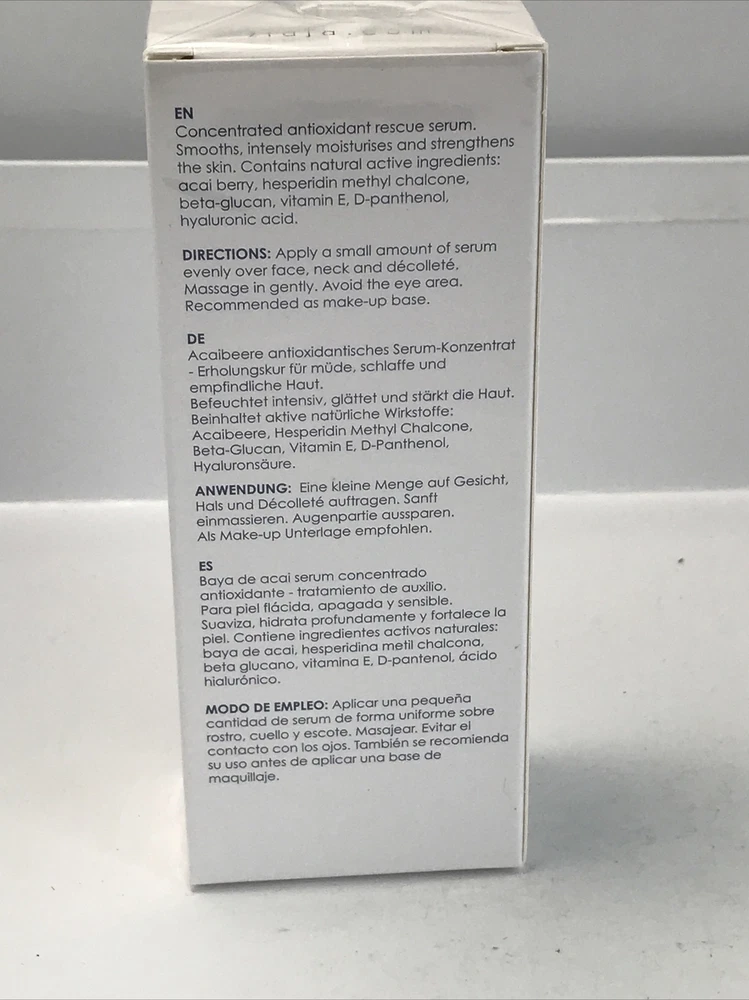 EN
Concentrated antioxidant rescue serum.
Smooths, intensely moisturises and strengthens
the skin. Contains natural active ingredients:
acai berry, hesperidin methyl chalcone,
beta-glucan, vitamin E, D-panthenol,
hyaluronic acid.
DIRECTIONS: Apply a small amount of serum
evenly over face, neck and décolleté.
Massage in gently. Avoid the eye area.
Recommended as make-up base.
DE
Acaibeere antioxidantisches Serum-Konzentrat
- Erholungskur für müde, schlaffe und
empfindliche Haut.
Befeuchtet intensiv, glättet und stärkt die Haut.
Beinhaltet aktive natürliche Wirkstoffe:
Acaibeere, Hesperidin Methyl Chalcone,
Beta-Glucan, Vitamin E, D-Panthenol,
Hyaluronsäure.
ANWENDUNG: Eine kleine Menge auf Gesicht,
Hals und Décolleté auftragen. Sanft
einmassieren. Augenpartie aussparen.
Als Make-up Unterlage empfohlen.
ES
Baya de acai serum concentrado
antioxidante - tratamiento de auxilio.
Para piel flácida, apagada y sensible.
Suaviza, hidrata profundamente y fortalece la
piel. Contiene ingredientes activos naturales:
baya de acai, hesperidina metil chalcona,
beta glucano, vitamina E, D-pantenol, ácido
hialurónico.
MODO DE EMPLEO: Aplicar una pequeña
cantidad de serum de forma uniforme sobre
rostro, cuello y escote. Masajear. Evitar el
contacto con los ojos. También se recomienda
su uso antes de aplicar una base de
maquillaje.